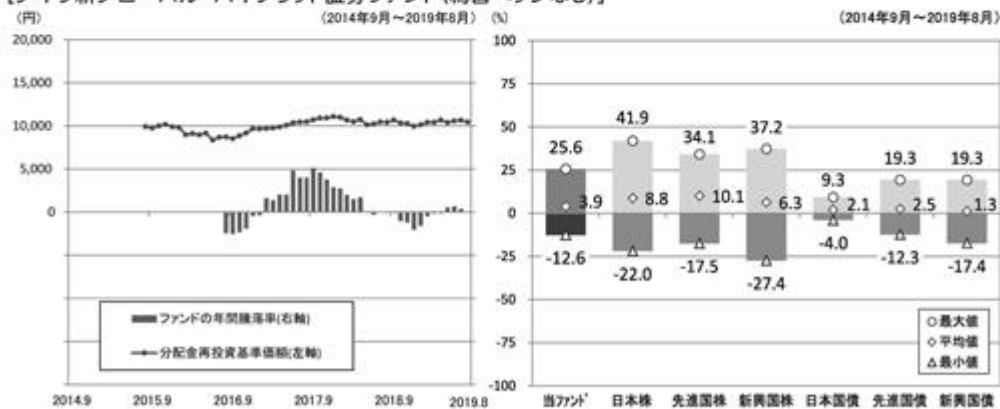 (円)
(2014年9月～2019年8月)
20,000
15,000
10,000
5,000
0
ファンドの年間騰落率(右軸)
分配金再投資基準価額(左軸)
2014.9 2015.9 2016.9 2017.9 2018.9 2019.8
(%)
(2014年9月～2019年8月)
100
75
50
25
0
-25
-50
-75
-100
25.6 41.9 34.1 37.2 9.3 19.3 19.3
3.9 8.8 10.1 6.3 2.1 2.5 1.3
-12.6 -22.0 -17.5 -27.4 -4.0 -12.3 -17.4
最大値
平均値
最小値
当ファンド 日本株 先進国株 新興国株 日本国債 先進国債 新興国債